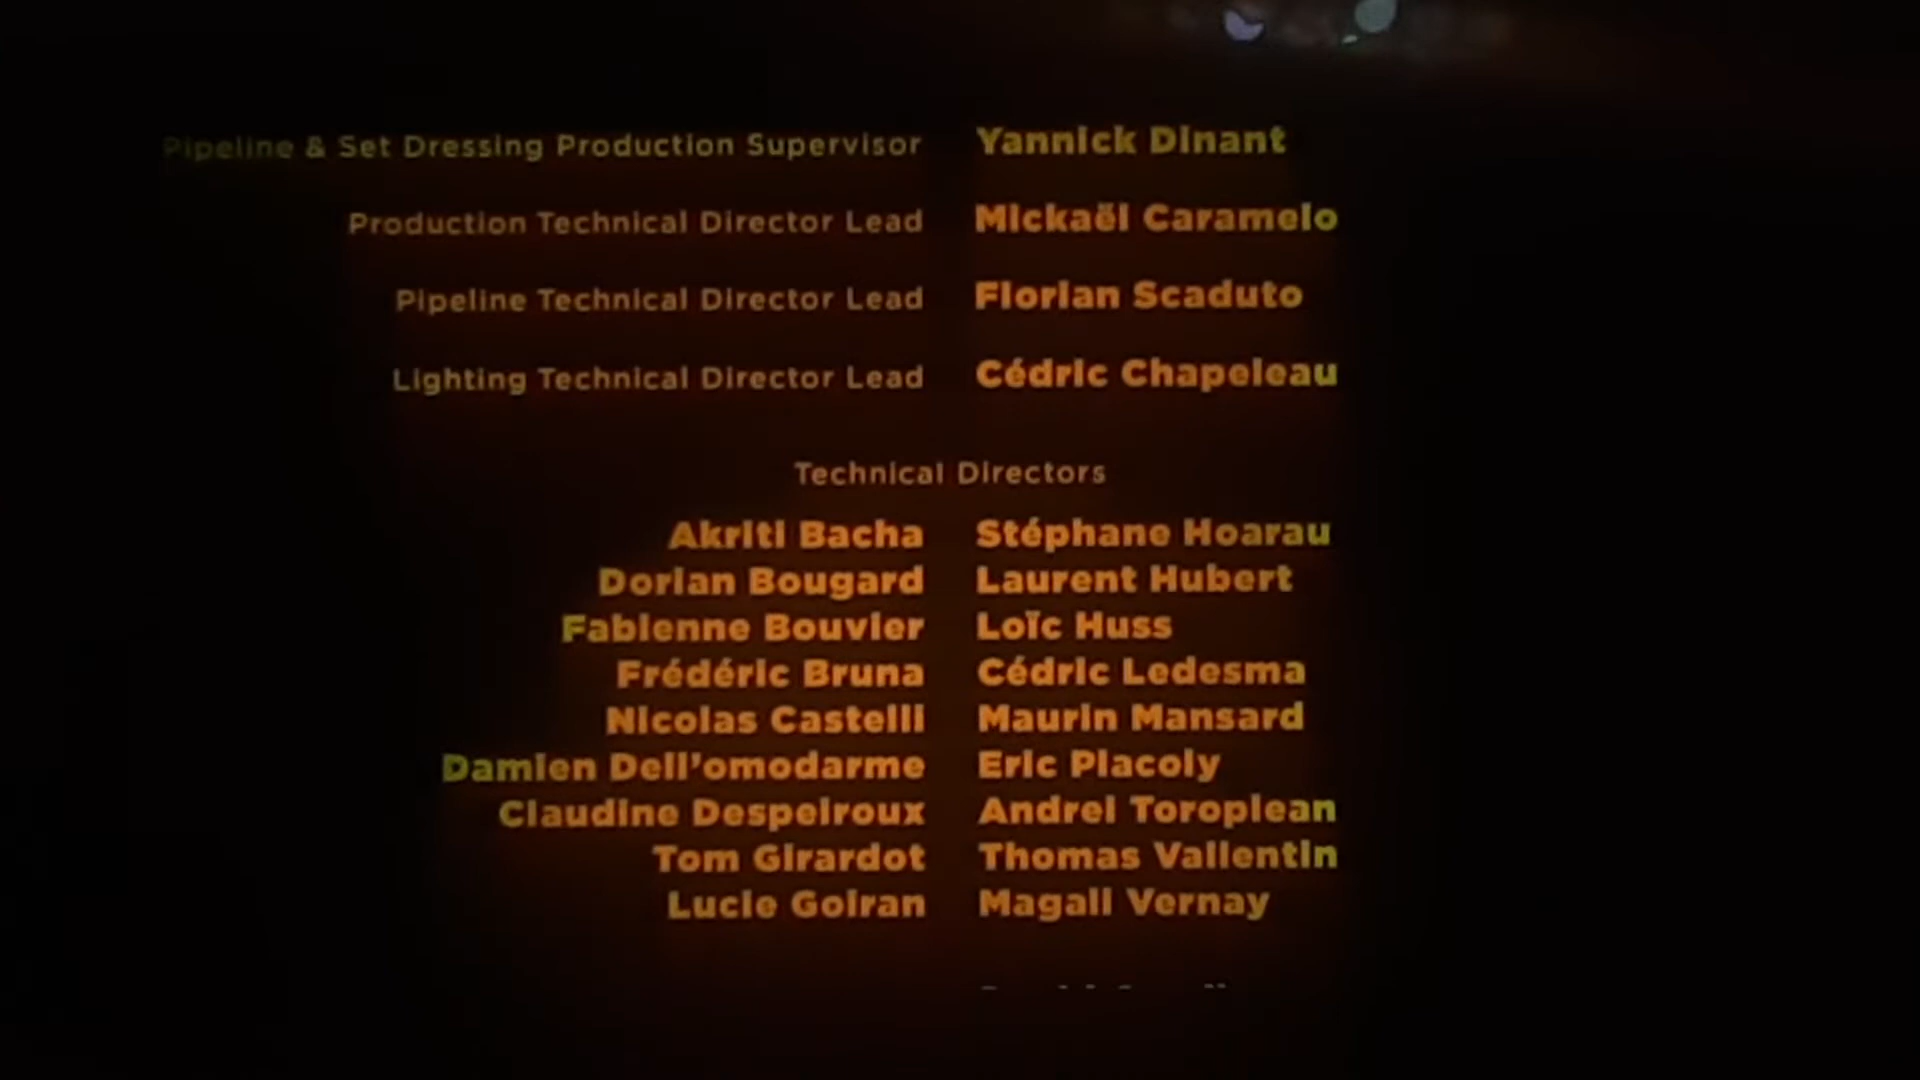 Pipeline & Set Dressing Production Supervisor Yannick Dinant
Production Technical Director Lead Mickaël Caramelo
Pipeline Technical Director Lead Florian Scaduto
Lighting Technical Director Lead Cédric Chapeleau
Technical Directors
Akriti Bacha Stéphane Hoarau
Dorian Bougard Laurent Hubert
Fabienne Bouvier Loïc Huss
Frédéric Bruna Cédric Ledesma
Nicolas Castelli Maurin Mansard
Damien Dell'omodarme Eric Placoly
Claudine Despeiroux Andrei Toroplean
Tom Girardot Thomas Vallentin
Lucie Goiran Magali Vernay